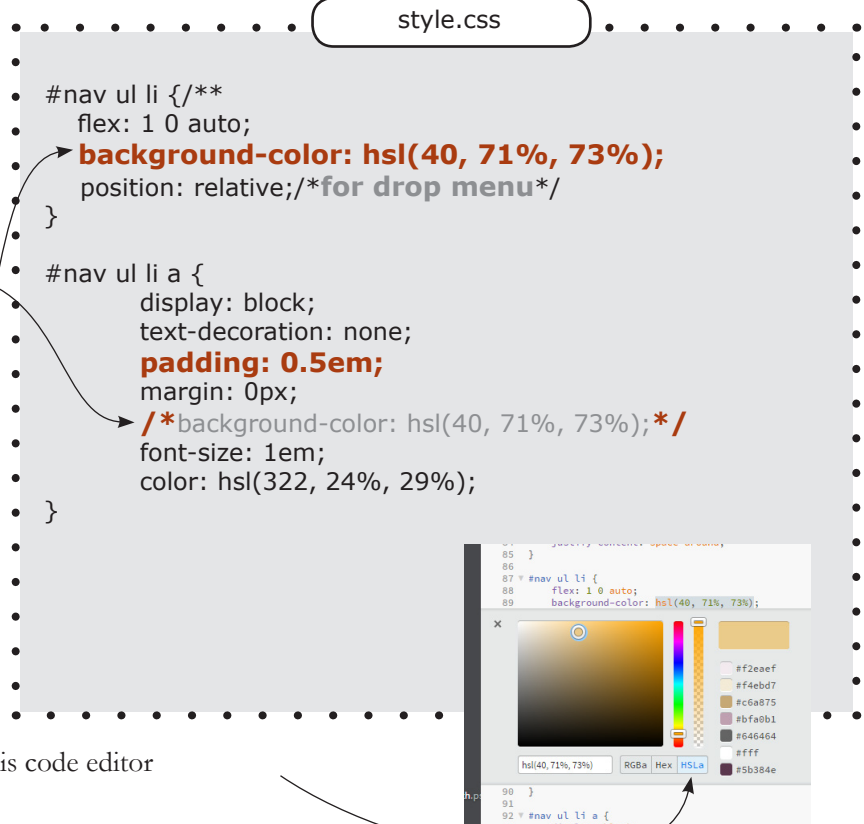 style.css
#nav ul li {/**
flex: 1 0 auto;
background-color: hsl(40, 71%, 73%);
position: relative;/*for drop menu*/
}
#nav ul li a {
display: block;
text-decoration: none;
padding: 0.5em;
margin: 0px;
/*background-color: hsl(40, 71%, 73%);*/
font-size: 1em;
color: hsl(322, 24%, 29%);
}
85 }
86
87 #nav ul li {
88 flex: 1 0 auto;
89 background-color: hsl(40, 71%, 73%);
×
#f2eaef
#f4ebd7
#c6a875
#bfa0b1
#646464
#fff
#5b384e
hsl(40, 71%, 73%) RGBa Hex HSLa
90 }
91
92 #nav ul li a {
is code editor